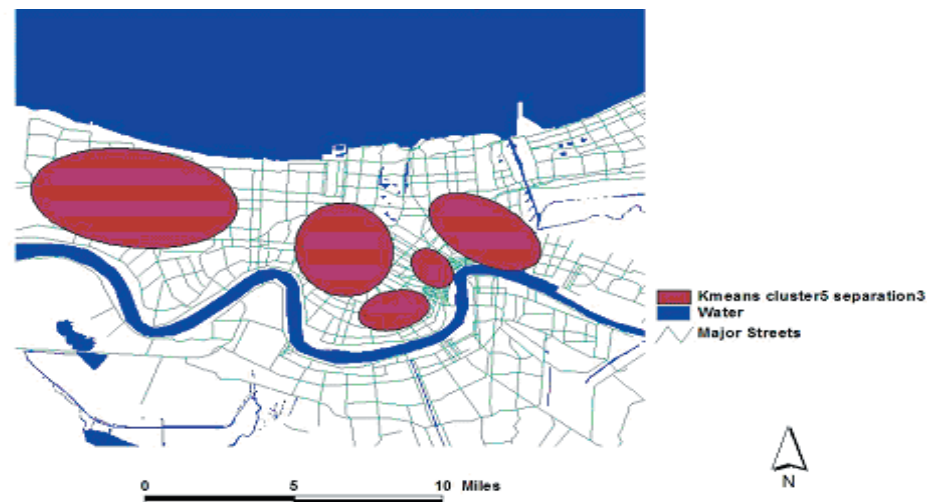 Kmeans cluster5 separation3
Water
Major Streets
0 5 10 Miles
N